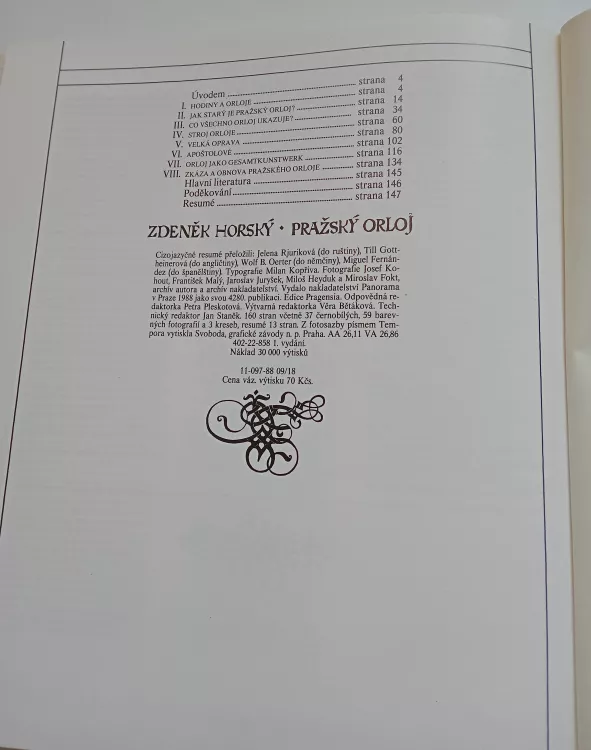 Úvodem ........ strana 4
I. HODINY A ORLOJE ........ strana 4
II. JAK STARÝ JE PRAŽSKÝ ORLOJ? ........ strana 14
III. CO VŠECHNO ORLOJ UKAZUJE? ........ strana 34
IV. STROJ ORLOJE ........ strana 60
V. VELKÁ OPRAVA ........ strana 80
VI. APOŠTOLOVÉ ........ strana 102
VII. ORLOJ JAKO GESAMTKUNSTWERK ........ strana 116
VIII. ZKÁZA A OBNOVA PRAŽSKÉHO ORLOJE ........ strana 134
Hlavní literatura ........ strana 145
Poděkování ........ strana 146
Resumé ........ strana 147
ZDENĚK HORSKÝ · PRAŽSKÝ ORLOJ
Cizojazyčné resumé přeložili: Jelena Rjuriková (do ruštiny), Till Gott-
heinerová (do angličtiny), Wolf B. Oerter (do němčiny), Miguel Fernán-
dez (do španělštiny). Typografie Milan Kopřiva. Fotografie Josef Ko-
hout, František Malý, Jaroslav Juryšek, Miloš Heyduk a Miroslav Fokt,
archív autora a archív nakladatelství. Vydalo nakladatelství Panorama
v Praze 1988 jako svou 4280. publikaci. Edice Pragensia. Odpovědná re-
daktorka Petra Pleskotová. Výtvarná redaktorka Věra Běťáková. Tech-
nický redaktor Jan Staněk. 160 stran včetně 37 černobílých, 59 barev-
ných fotografií a 3 kreseb, resumé 13 stran. Z fotosazby písmem Tem-
pora vytiskla Svoboda, grafické závody n. p. Praha. AA 26,11 VA 26,86
402-22-858 1. vydání
Náklad 30 000 výtisků
11-097-88 09/18
Cena váz. výtisku 70 Kčs.